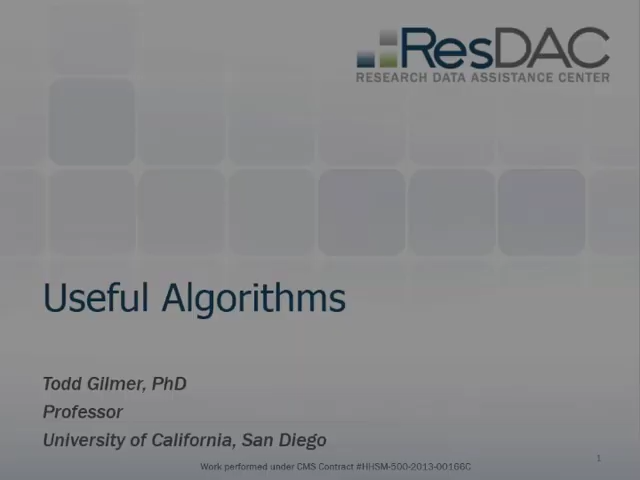 ResDAC
RESEARCH DATA ASSISTANCE CENTER
Useful Algorithms
Todd Gilmer, PhD
Professor
University of California, San Diego
1
Work performed under CMS Contract #HHSM-500-2013-00166C